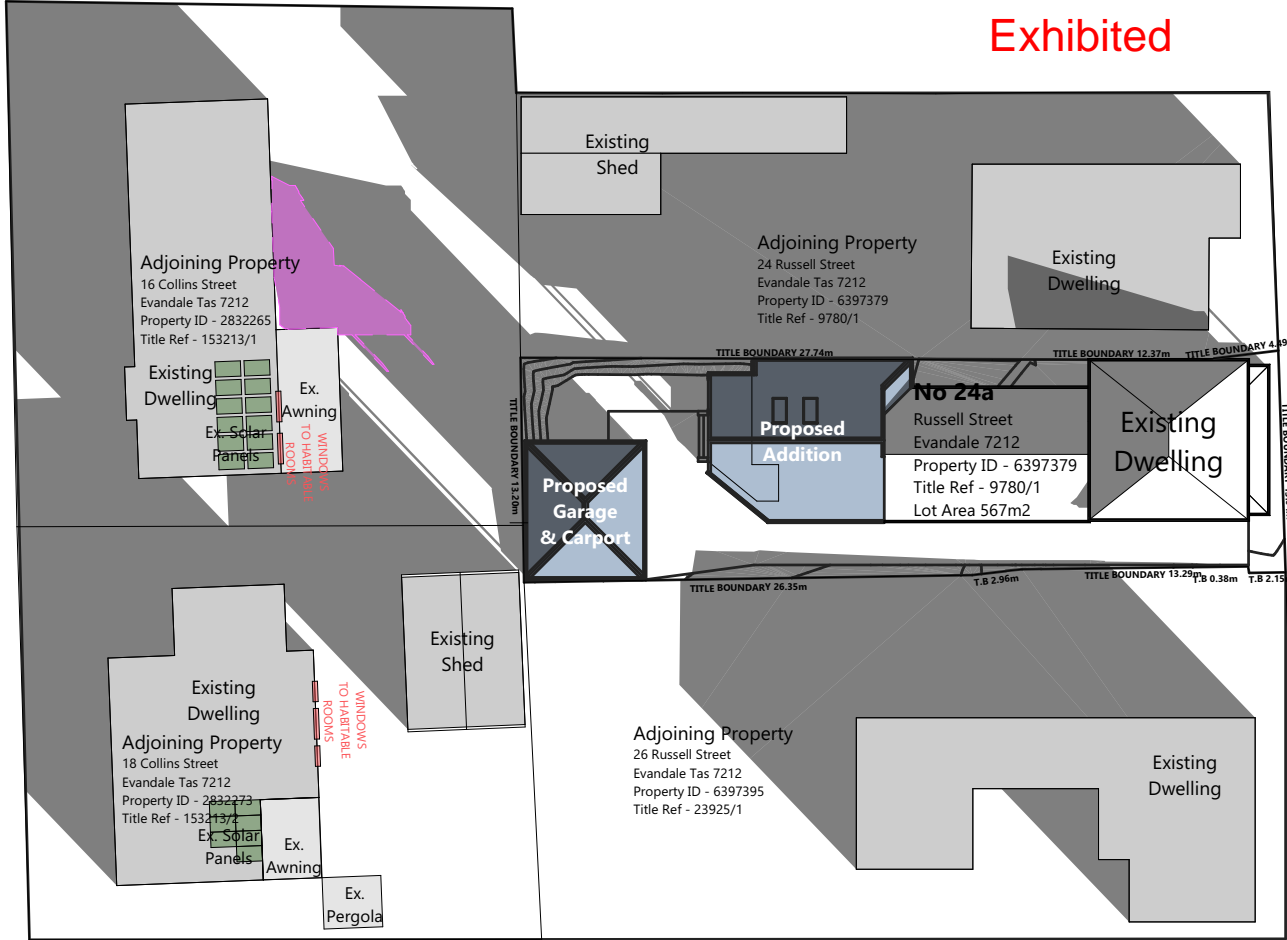 Exhibited
Existing
Shed
Adjoining Property
24 Russell Street
Evandale Tas 7212
Property ID - 6397379
Title Ref - 9780/1
Existing
Dwelling
Adjoining Property
16 Collins Street
Evandale Tas 7212
Property ID - 2832265
Title Ref - 153213/1
Existing
Dwelling
Ex. Solar
Panels
Ex.
Awning
WINDOWS
TO HABITABLE
ROOMS
TITLE BOUNDARY 27.74m
TITLE BOUNDARY 12.37m
TITLE BOUNDARY 4.49
TITLE BOUNDARY 13.20m
Proposed
Garage
& Carport
Proposed
Addition
No 24a
Russell Street
Evandale 7212
Property ID - 6397379
Title Ref - 9780/1
Lot Area 567m2
Existing
Dwelling
TITLE BOUNDARY
TITLE BOUNDARY 26.35m
T.B 2.96m
TITLE BOUNDARY 13.29m
T.B 0.38m
T.B 2.15
Existing
Shed
Existing
Dwelling
WINDOWS
TO HABITABLE
ROOMS
Adjoining Property
18 Collins Street
Evandale Tas 7212
Property ID - 2832273
Title Ref - 153213/2
Ex. Solar
Panels
Ex.
Awning
Ex.
Pergola
Adjoining Property
26 Russell Street
Evandale Tas 7212
Property ID - 6397395
Title Ref - 23925/1
Existing
Dwelling